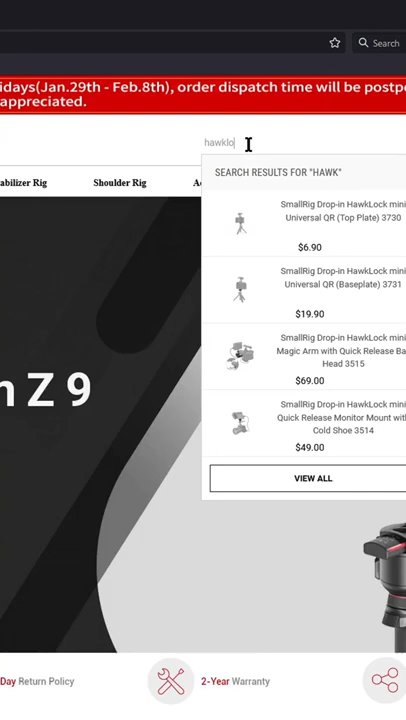 Search
idays(Jan.29th - Feb.8th), order dispatch time will be postpo
appreciated.
hawklo
abilizer Rig
Shoulder Rig
SEARCH RESULTS FOR "HAWK"
SmallRig Drop-in HawkLock mini
Universal QR (Top Plate) 3730
$6.90
SmallRig Drop-in HawkLock mini
Universal QR (Baseplate) 3731
$19.90
SmallRig Drop-in HawkLock mini
Magic Arm with Quick Release Ba
Head 3515
$69.00
SmallRig Drop-in HawkLock mini
Quick Release Monitor Mount with
Cold Shoe 3514
$49.00
VIEW ALL
n Z 9
Day Return Policy
2-Year Warranty